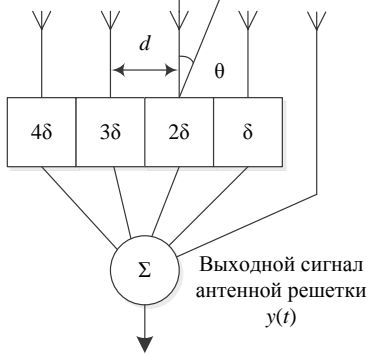 d
θ
4δ 3δ 2δ δ
Σ
Выходной сигнал
антенной решетки
y(t)